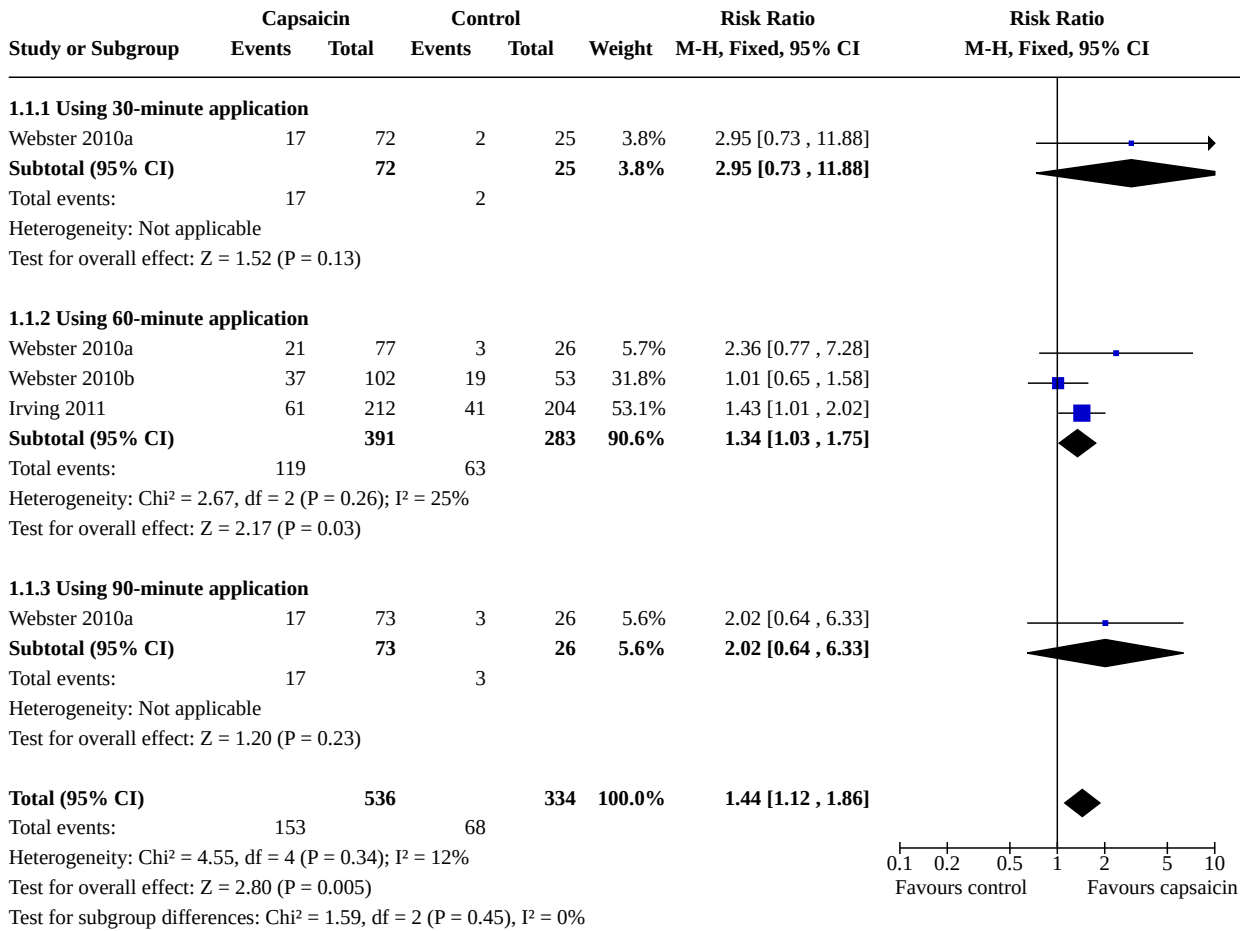 Capsaicin Control Risk Ratio Risk Ratio
Study or Subgroup Events Total Events Total Weight M-H, Fixed, 95% CI M-H, Fixed, 95% CI
1.1.1 Using 30-minute application
Webster 2010a 17 72 2 25 3.8% 2.95 [0.73 , 11.88]
Subtotal (95% CI) 72 25 3.8% 2.95 [0.73 , 11.88]
Total events: 17 2
Heterogeneity: Not applicable
Test for overall effect: Z = 1.52 (P = 0.13)
1.1.2 Using 60-minute application
Webster 2010a 21 77 3 26 5.7% 2.36 [0.77 , 7.28]
Webster 2010b 37 102 19 53 31.8% 1.01 [0.65 , 1.58]
Irving 2011 61 212 41 204 53.1% 1.43 [1.01 , 2.02]
Subtotal (95% CI) 391 283 90.6% 1.34 [1.03 , 1.75]
Total events: 119 63
Heterogeneity: Chi² = 2.67, df = 2 (P = 0.26); I² = 25%
Test for overall effect: Z = 2.17 (P = 0.03)
1.1.3 Using 90-minute application
Webster 2010a 17 73 3 26 5.6% 2.02 [0.64 , 6.33]
Subtotal (95% CI) 73 26 5.6% 2.02 [0.64 , 6.33]
Total events: 17 3
Heterogeneity: Not applicable
Test for overall effect: Z = 1.20 (P = 0.23)
Total (95% CI) 536 334 100.0% 1.44 [1.12 , 1.86]
Total events: 153 68
Heterogeneity: Chi² = 4.55, df = 4 (P = 0.34); I² = 12%
0.1 0.2 0.5 1 2 5 10
Test for overall effect: Z = 2.80 (P = 0.005)
Favours control Favours capsaicin
Test for subgroup differences: Chi² = 1.59, df = 2 (P = 0.45), I² = 0%